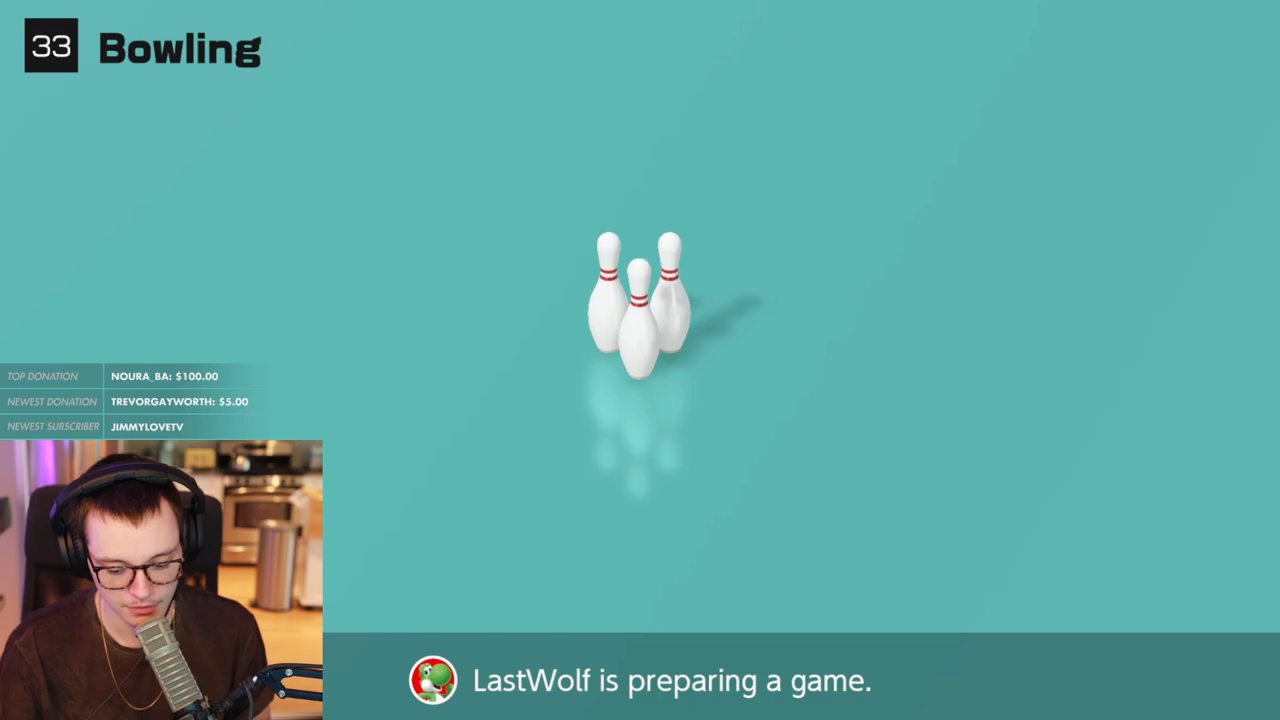 33 Bowling
TOP DONATION NOURA_BA: $100.00
NEWEST DONATION TREVORGAYWORTH: $5.00
NEWEST SUBSCRIBER JIMMYLOVETV
LastWolf is preparing a game.